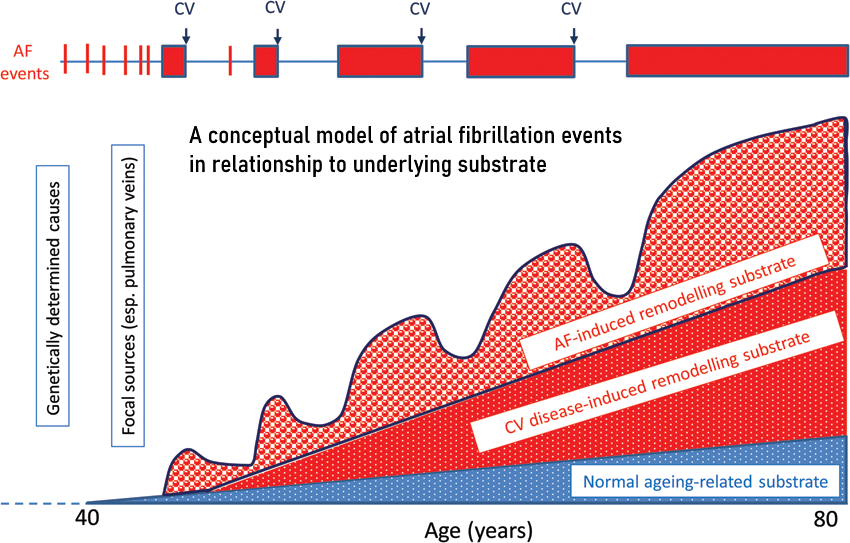 CV
CV
CV
CV
AF
events
A conceptual model of atrial fibrillation events
in relationship to underlying substrate
Genetically determined causes
Focal sources (esp. pulmonary veins)
AF-induced remodelling substrate
CV disease-induced remodelling substrate
Normal ageing-related substrate
40
80
Age (years)